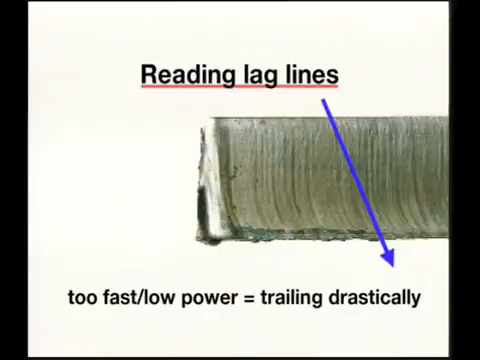 Reading lag lines
too fast/low power = trailing drastically